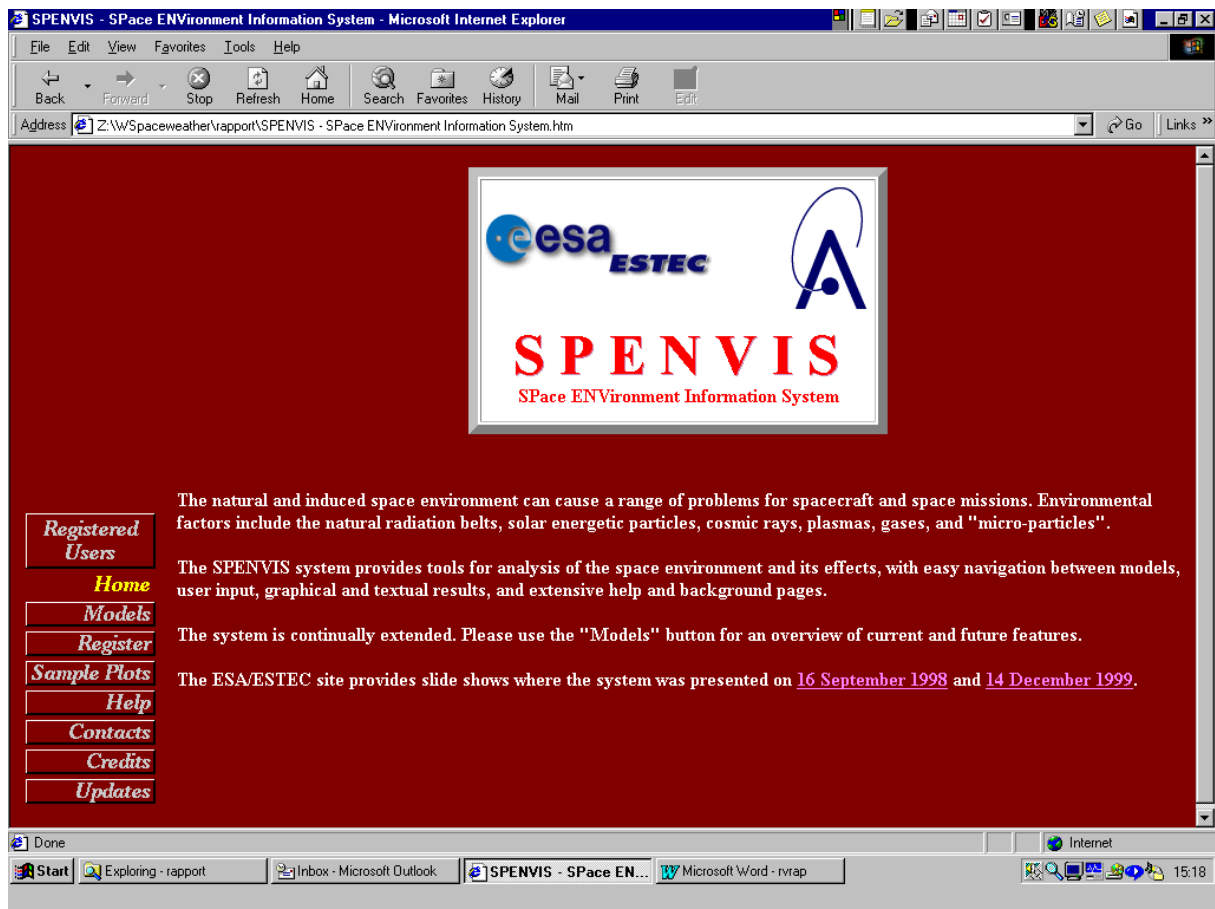 SPENVIS - SPace ENVironment Information System - Microsoft Internet Explorer
File Edit View Favorites Tools Help
Back Forward Stop Refresh Home Search Favorites History Mail Print Edit
Address Z:\WSpaceweather\rapport\SPENVIS - SPace ENVironment Information System.htm Go Links »
esa
ESTEC
SPENVIS
SPace ENVironment Information System
The natural and induced space environment can cause a range of problems for spacecraft and space missions. Environmental
factors include the natural radiation belts, solar energetic particles, cosmic rays, plasmas, gases, and "micro-particles".
The SPENVIS system provides tools for analysis of the space environment and its effects, with easy navigation between models,
user input, graphical and textual results, and extensive help and background pages.
The system is continually extended. Please use the "Models" button for an overview of current and future features.
The ESA/ESTEC site provides slide shows where the system was presented on 16 September 1998 and 14 December 1999.
Registered
Users
Home
Models
Register
Sample Plots
Help
Contacts
Credits
Updates
Done Internet
Start Exploring - rapport Inbox - Microsoft Outlook SPENVIS - SPace EN... Microsoft Word - rvrap 15:18